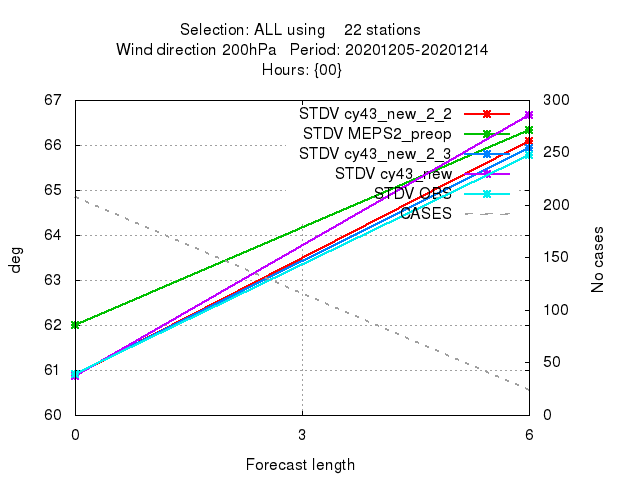 Selection: ALL using 22 stations
Wind direction 200hPa Period: 20201205-20201214
Hours: {00}
67 300
STDV cy43_new_2_2
STDV MEPS2_preop
66 250
STDV cy43_new_2_3
STDV cy43_new
65 200
STDV OBS
CASES
64 150
deg
No cases
63
62 100
61 50
60 0
0 3 6
Forecast length